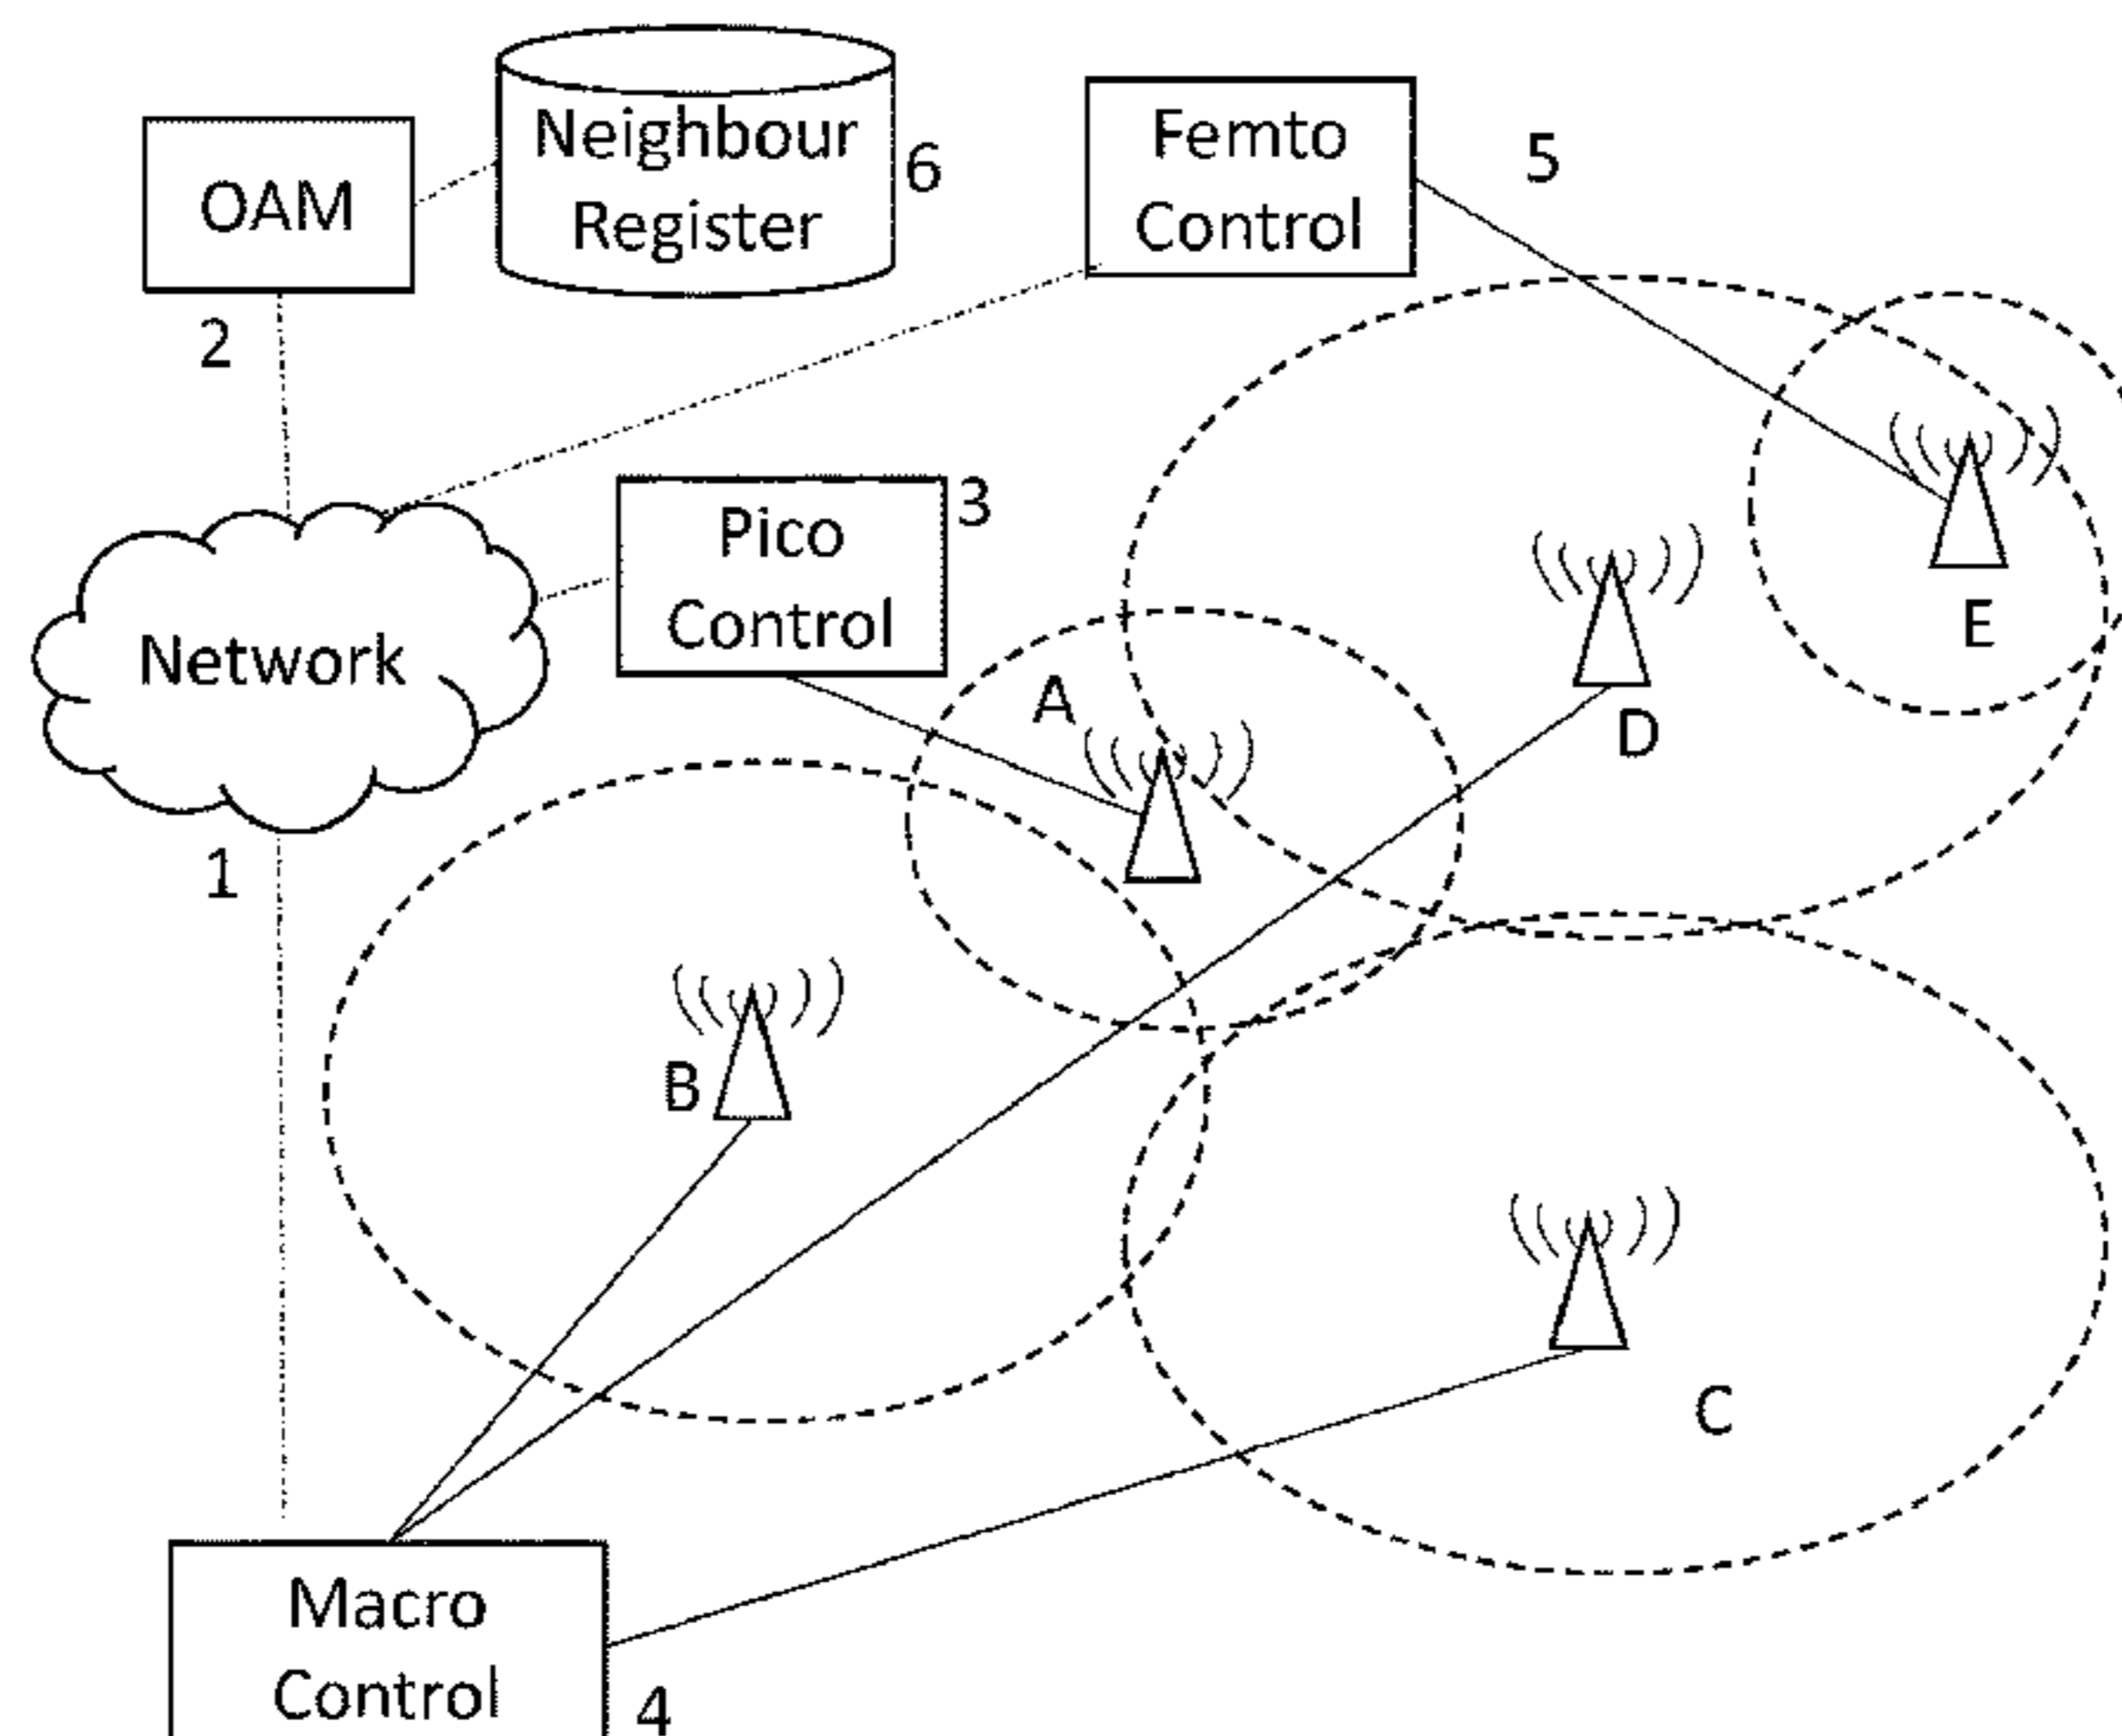 Neighbour
Register
6
Femto
Control
5
OAM
2
Pico
Control
3
Network
1
A
E
D
B
C
Macro
Control
4